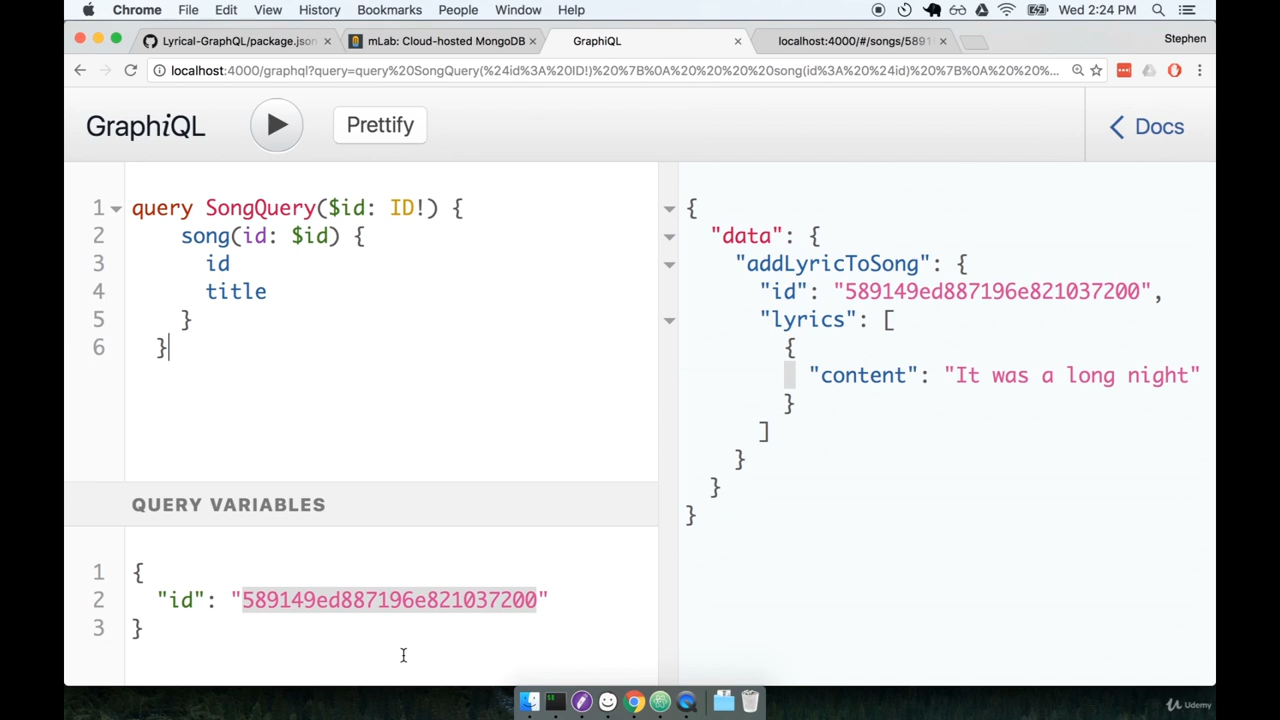 Chrome File Edit View History Bookmarks People Window Help Wed 2:24 PM
Lyrical-GraphQL/package.json mLab: Cloud-hosted MongoDB GraphiQL localhost:4000/#/songs/5891 Stephen
localhost:4000/graphql?query=query%20SongQuery(%24id%3A%20ID!)%20%7B%0A%20%20%20%20song(id%3A%20%24id)%20%7B%0A%20%20%20%...
GraphiQL Prettify Docs
1 query SongQuery($id: ID!) {
2 song(id: $id) {
3 id
4 title
5 }
6 }
QUERY VARIABLES
1 {
2 "id": "589149ed887196e821037200"
3 }
{
"data": {
"addLyricToSong": {
"id": "589149ed887196e821037200",
"lyrics": [
{
"content": "It was a long night"
}
]
}
}
}
Udemy